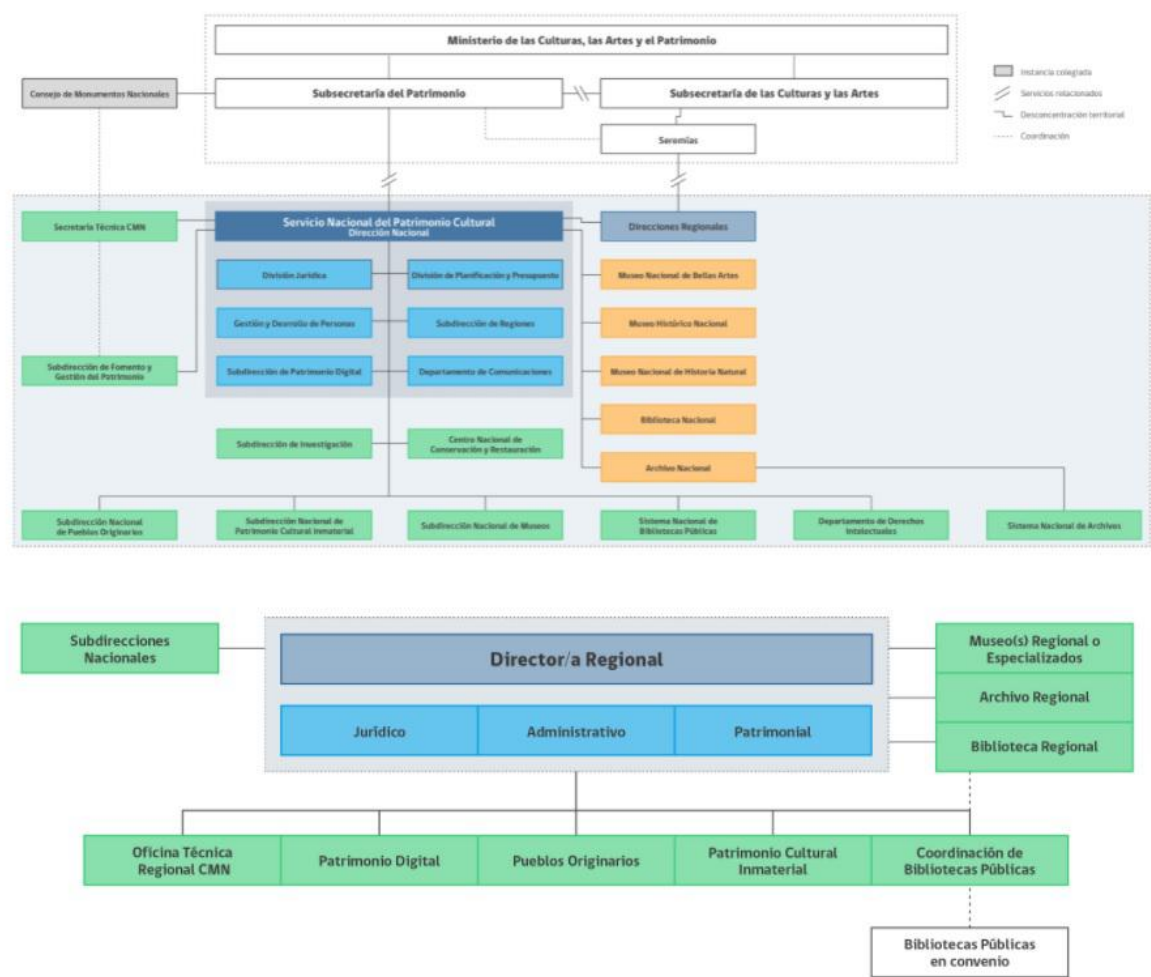 Ministerio de las Culturas, las Artes y el Patrimonio
Consejo de Monumentos Nacionales
Subsecretaría del Patrimonio
Subsecretaría de las Culturas y las Artes
Seremías
Instancia colegiada
Servicios relacionados
Desconcentración territorial
Coordinación
Secretaría Técnica CMN
Servicio Nacional del Patrimonio Cultural
Dirección Nacional
Direcciones Regionales
División Jurídica
División de Planificación y Presupuesto
Museo Nacional de Bellas Artes
Gestión y Desarrollo de Personas
Subdirección de Regiones
Museo Histórico Nacional
Subdirección de Fomento y
Gestión del Patrimonio
Subdirección de Patrimonio Digital
Departamento de Comunicaciones
Museo Nacional de Historia Natural
Biblioteca Nacional
Subdirección de Investigación
Centro Nacional de
Conservación y Restauración
Archivo Nacional
Subdirección Nacional
de Pueblos Originarios
Subdirección Nacional de
Patrimonio Cultural Inmaterial
Subdirección Nacional de Museos
Sistema Nacional de
Bibliotecas Públicas
Departamento de Derechos
Intelectuales
Sistema Nacional de Archivos
Subdirecciones
Nacionales
Director/a Regional
Museo(s) Regional o
Especializados
Archivo Regional
Jurídico
Administrativo
Patrimonial
Biblioteca Regional
Oficina Técnica
Regional CMN
Patrimonio Digital
Pueblos Originarios
Patrimonio Cultural
Inmaterial
Coordinación de
Bibliotecas Públicas
Bibliotecas Públicas
en convenio